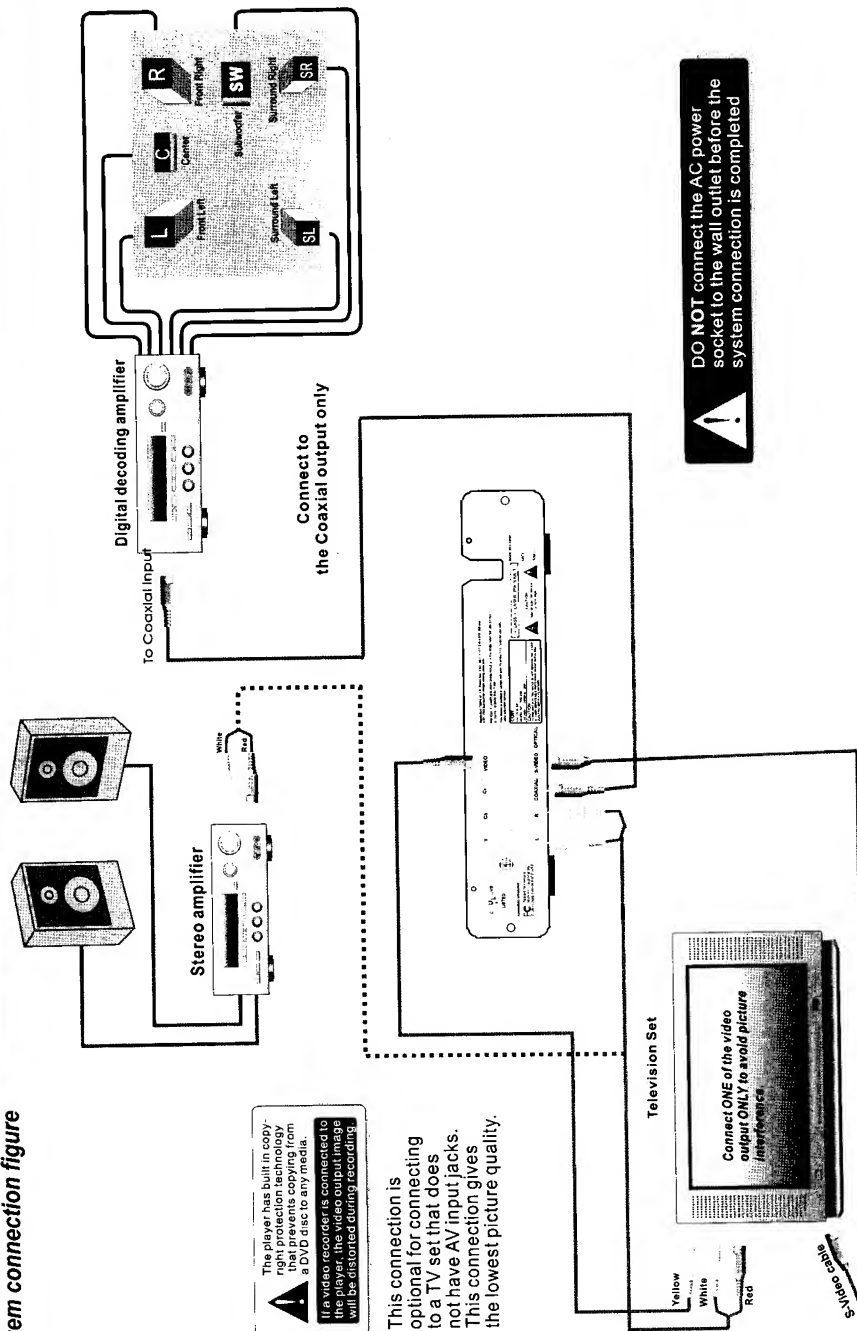 tem connection figure
The player has built in copy-
right protection technology
that prevents copying from
a DVD disc to any media.
If a video recorder is connected to
the player, the video output image
will be distorted during recording.
This connection is
optional for connecting
to a TV set that does
not have AV input jacks.
This connection gives
the lowest picture quality.
Stereo amplifier
White
Red
To Coaxial Input
Digital decoding amplifier
Connect to
the Coaxial output only
L
Front Left
C
Center
R
Front Right
Subwoofer
SW
Surround Left
SL
Surround Right
SR
VIDEO
L
R
COAXIAL
S-VIDEO
OPTICAL
Television Set
Connect ONE of the video
output ONLY to avoid picture
interference.
Yellow
White
Red
S-Video cable
DO NOT connect the AC power
socket to the wall outlet before the
system connection is completed